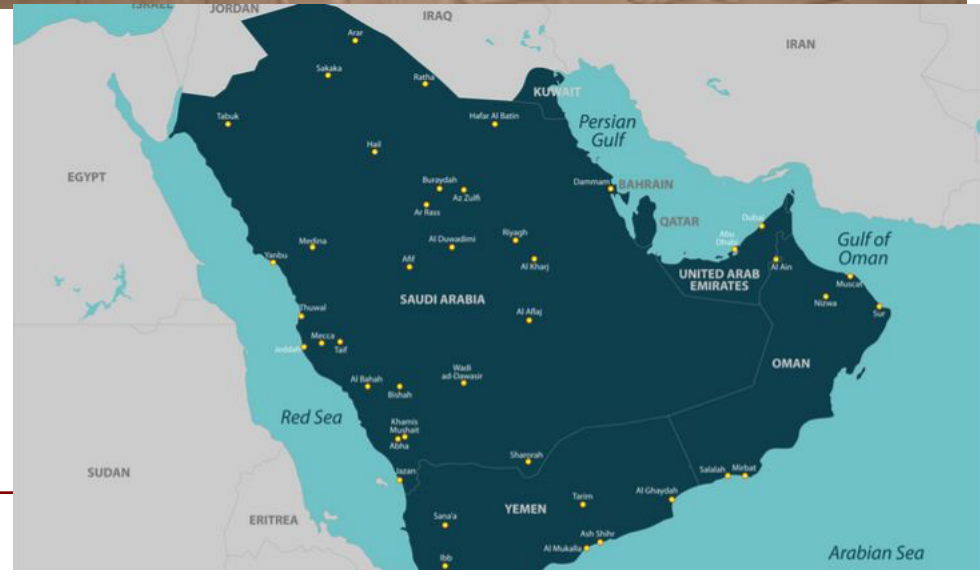 ISRAEL
JORDAN
IRAQ
IRAN
Arar
Sakaka
Ratha
KUWAIT
Tabuk
Hafar Al Batin
Persian
Gulf
Hail
EGYPT
Buraydah
Az Zulfi
Dammam
BAHRAIN
Ar Rass
QATAR
Dubai
Medina
Al Duwadimi
Riyagh
Abu
Dhabi
Gulf of
Oman
Yanbu
Afif
Al Kharj
Al Ain
UNITED ARAB
EMIRATES
Muscat
SAUDI ARABIA
Nizwa
Sur
Thuwal
Al Aflaj
Mecca
Jeddah
Taif
OMAN
Wadi
ad-Dawasir
Al Bahah
Bishah
Red Sea
Khamis
Mushait
Abha
Sharorah
SUDAN
Jazan
Salalah
Mirbat
Al Ghaydah
Tarim
YEMEN
Sana'a
ERITREA
Ash Shihr
Al Mukalla
Arabian Sea
Ibb